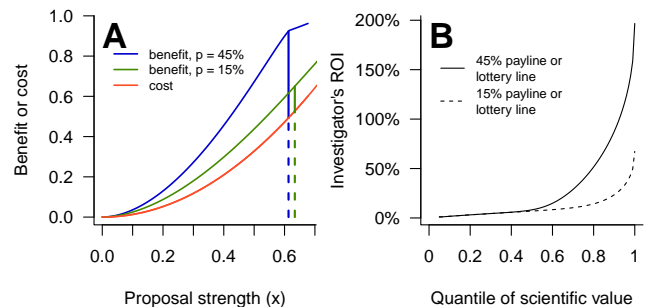 A
B
benefit, p = 45%
benefit, p = 15%
cost
Benefit or cost
1.0
0.8
0.6
0.4
0.2
0.0
0.0 0.2 0.4 0.6
Proposal strength (x)
45% payline or
lottery line
15% payline or
lottery line
Investigator's ROI
200%
150%
100%
50%
0%
0 0.2 0.4 0.6 0.8 1
Quantile of scientific value